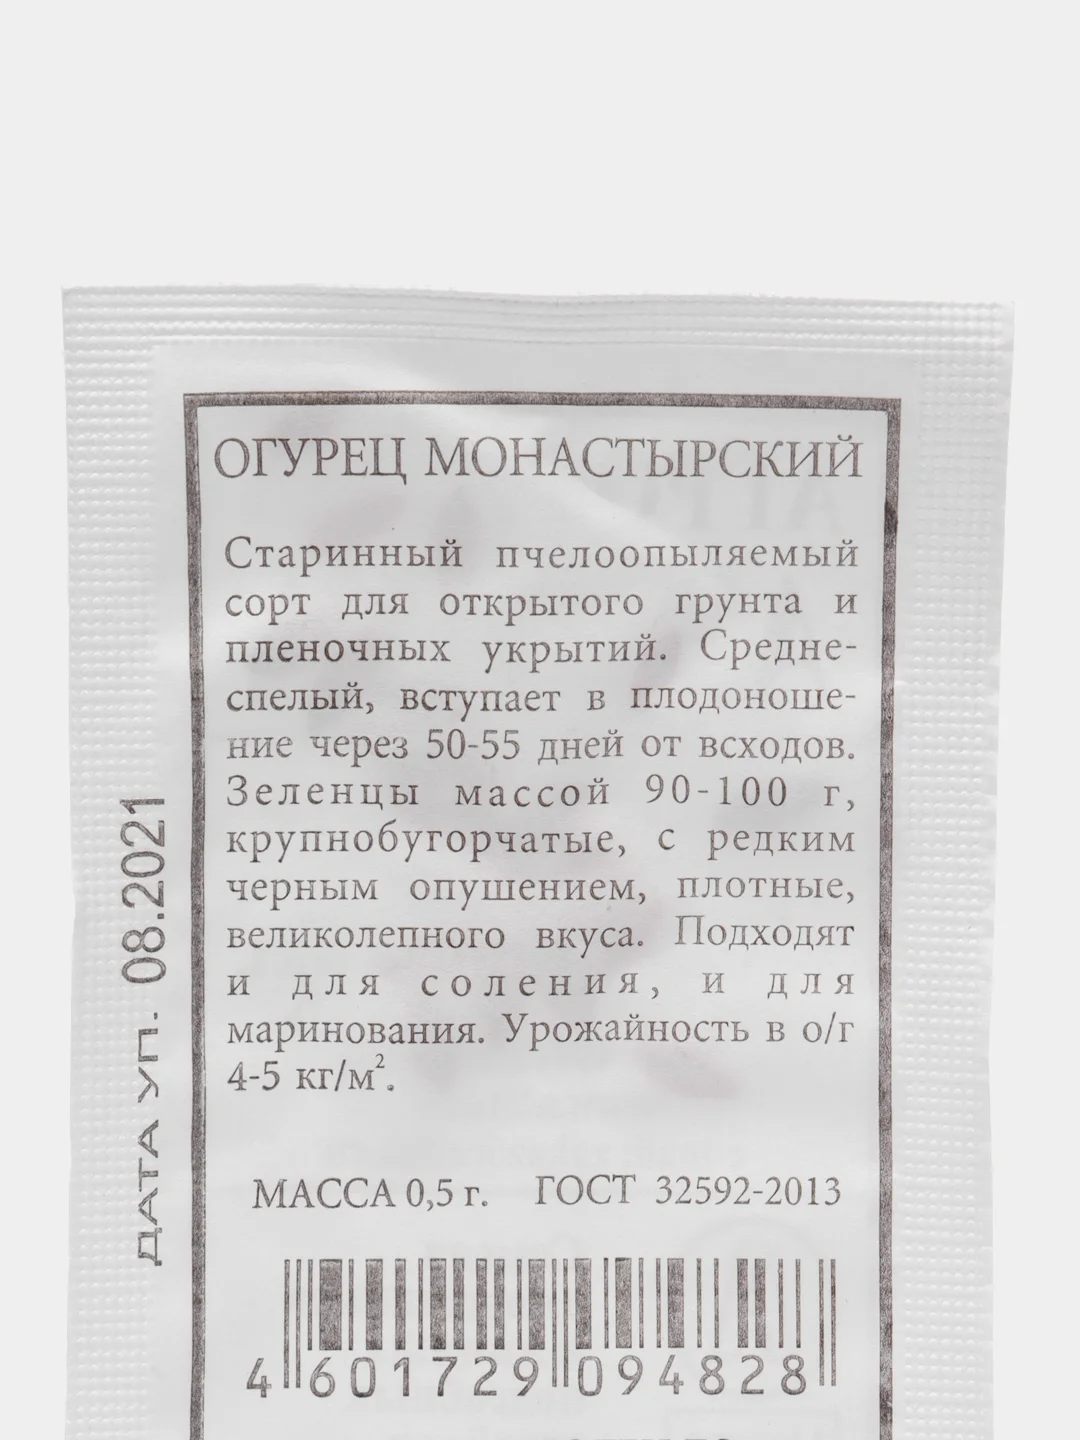 ОГУРЕЦ МОНАСТЫРСКИЙ
Старинный пчелоопыляемый
сорт для открытого грунта и
пленочных укрытий. Средне-
спелый, вступает в плодоноше-
ние через 50-55 дней от всходов.
Зеленцы массой 90-100 г,
крупнобугорчатые, с редким
черным опушением, плотные,
великолепного вкуса. Подходят
и для соления, и для
маринования. Урожайность в о/г
4-5 кг/м².
МАССА 0,5 г. ГОСТ 32592-2013
4 601729 094828
ДАТА УП. 08.2021